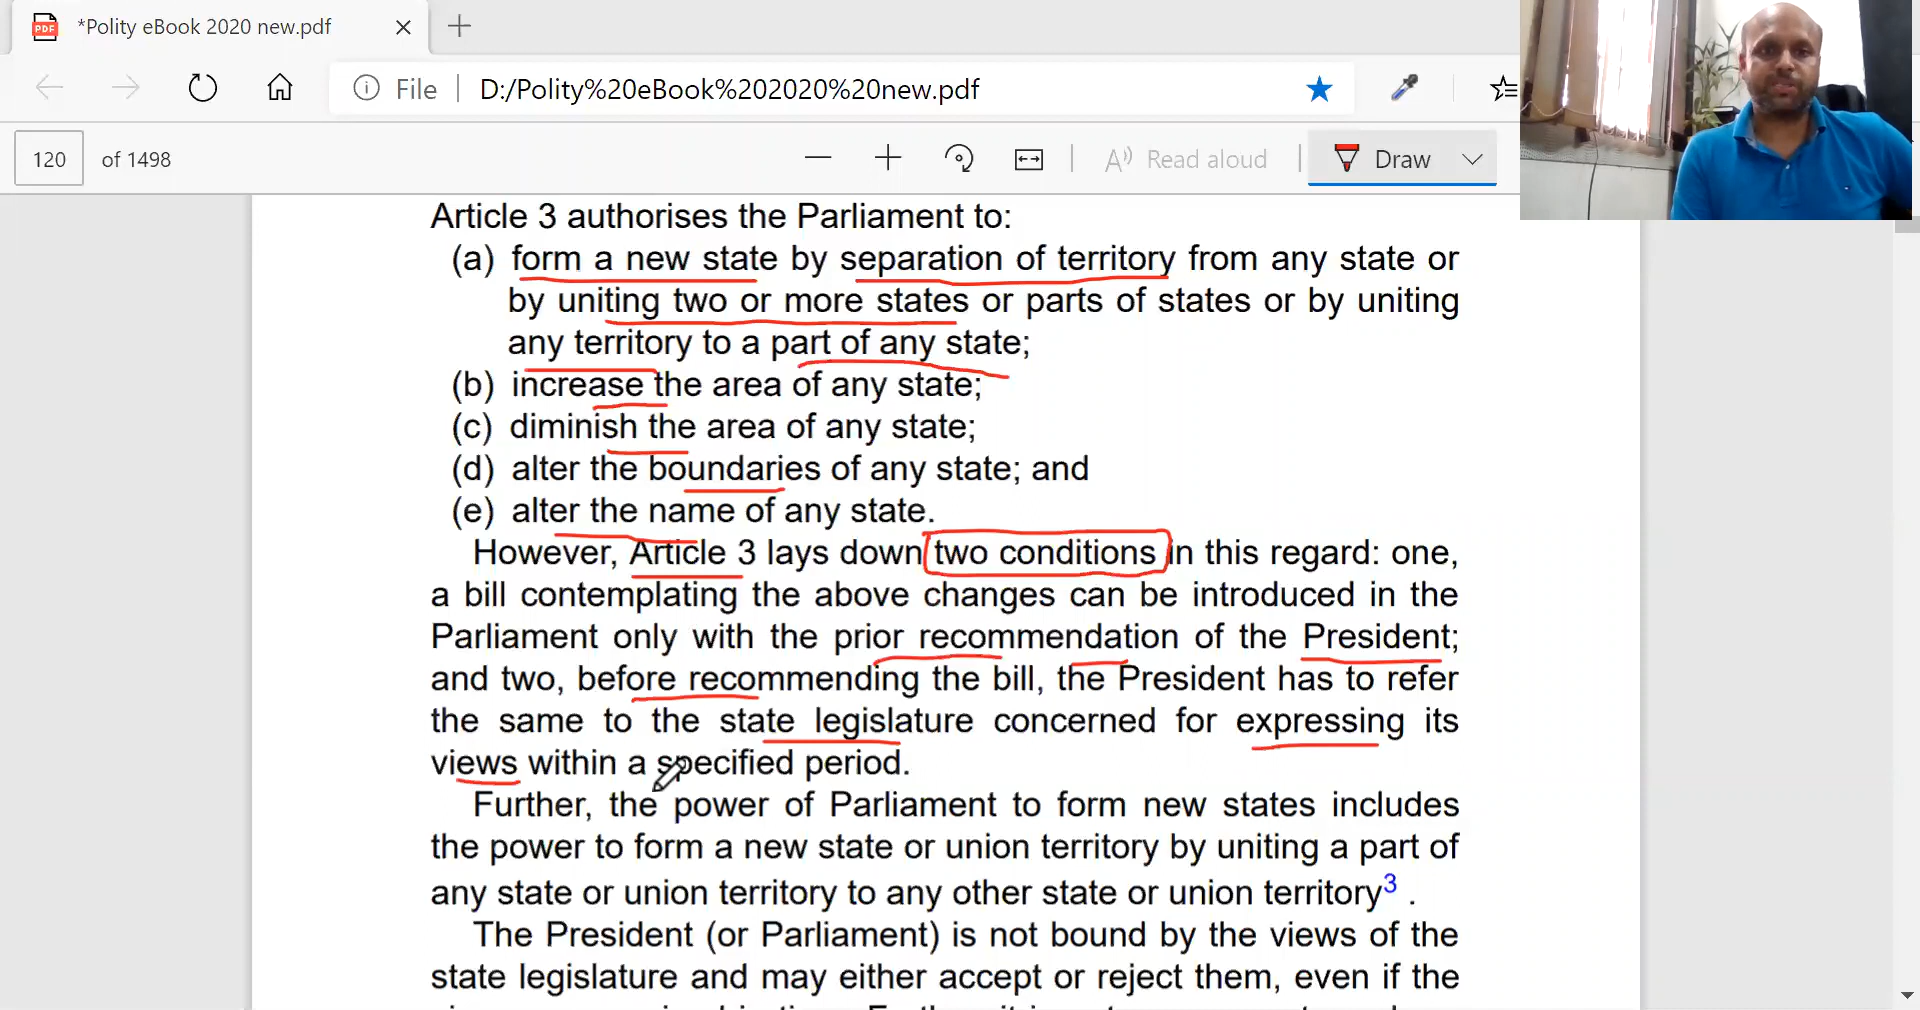 *Polity eBook 2020 new.pdf
File D:/Polity%20eBook%202020%20new.pdf
120 of 1498 Read aloud Draw
Article 3 authorises the Parliament to:
(a) form a new state by separation of territory from any state or
by uniting two or more states or parts of states or by uniting
any territory to a part of any state;
(b) increase the area of any state;
(c) diminish the area of any state;
(d) alter the boundaries of any state; and
(e) alter the name of any state.
However, Article 3 lays down two conditions in this regard: one,
a bill contemplating the above changes can be introduced in the
Parliament only with the prior recommendation of the President;
and two, before recommending the bill, the President has to refer
the same to the state legislature concerned for expressing its
views within a specified period.
Further, the power of Parliament to form new states includes
the power to form a new state or union territory by uniting a part of
any state or union territory to any other state or union territory3 .
The President (or Parliament) is not bound by the views of the
state legislature and may either accept or reject them, even if the